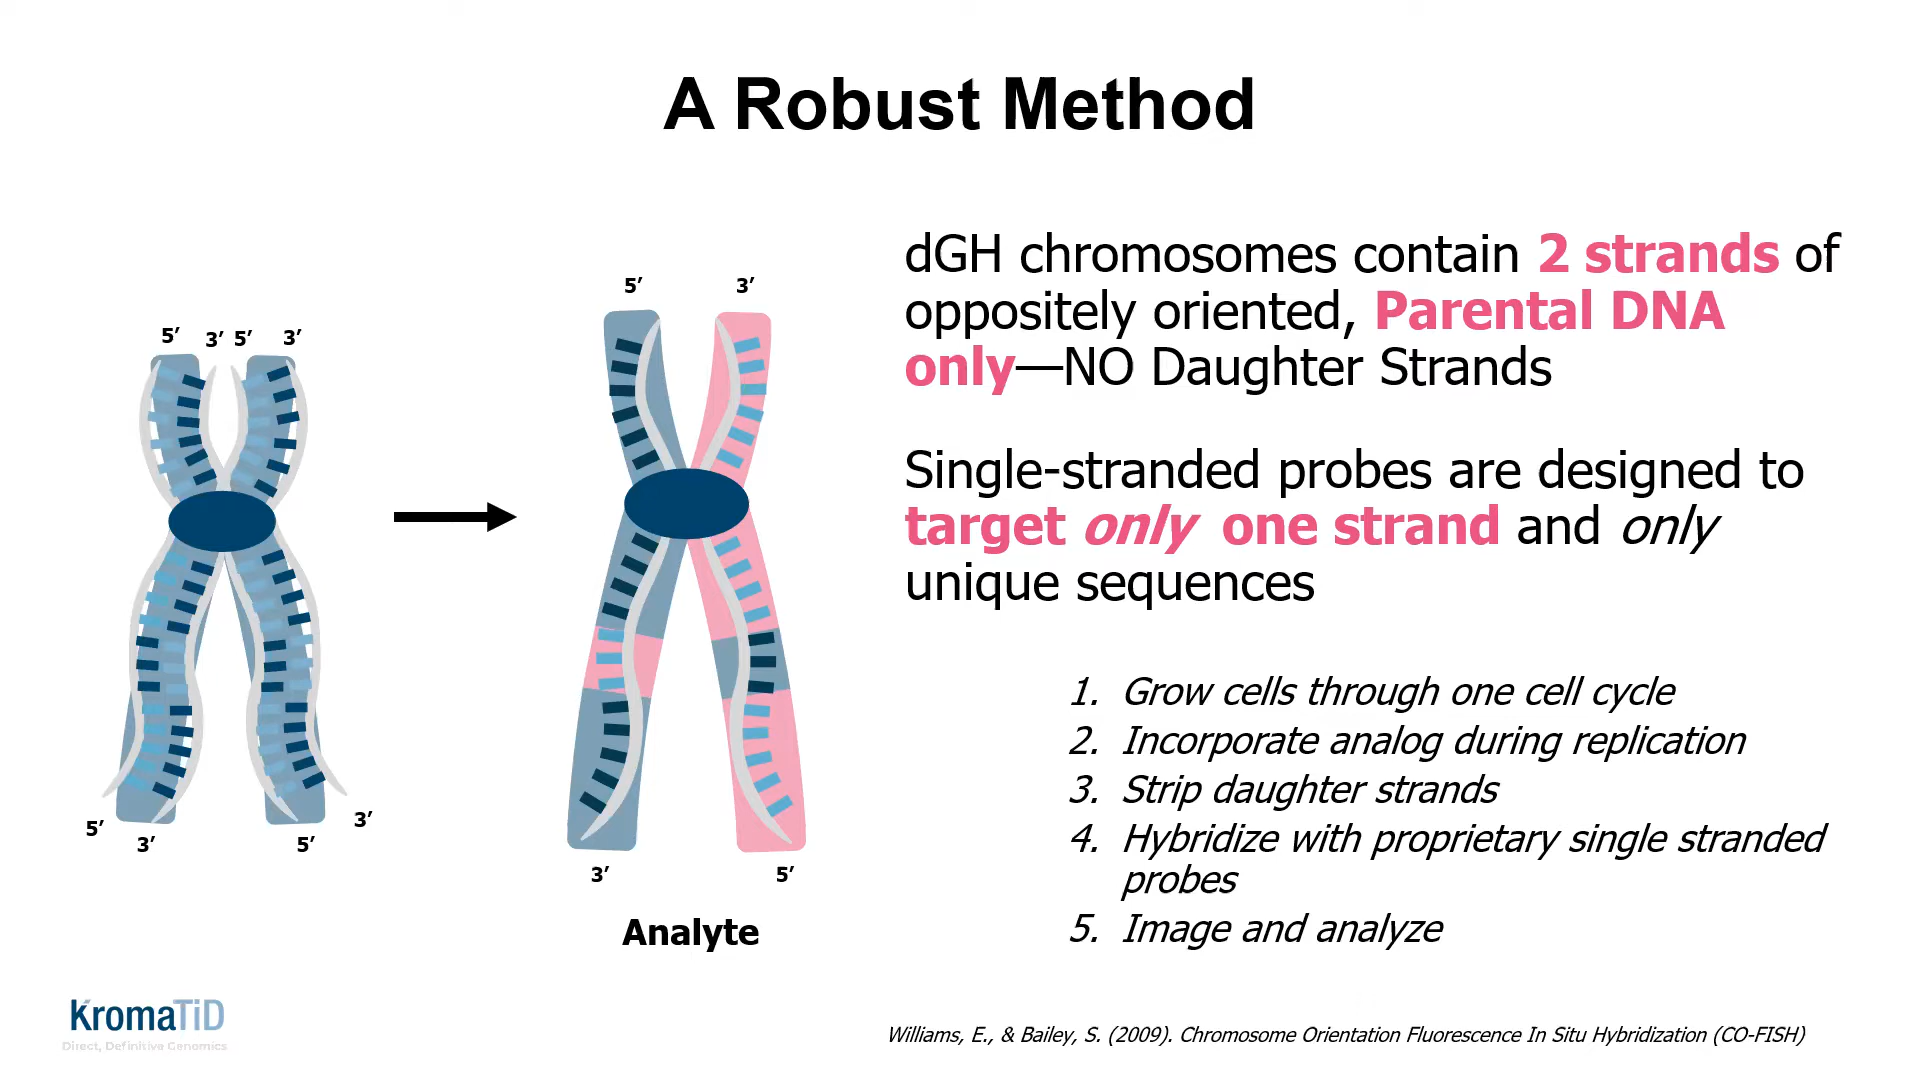 A Robust Method
5’
3’
5’ 3’ 5’ 3’
5’ 3’ 5’ 3’
3’ 5’
Analyte
dGH chromosomes contain 2 strands of
oppositely oriented, Parental DNA
only—NO Daughter Strands
Single-stranded probes are designed to
target only one strand and only
unique sequences
1. Grow cells through one cell cycle
2. Incorporate analog during replication
3. Strip daughter strands
4. Hybridize with proprietary single stranded
probes
5. Image and analyze
KromaTiD
Direct, Definitive Genomics
Williams, E., & Bailey, S. (2009). Chromosome Orientation Fluorescence In Situ Hybridization (CO-FISH)